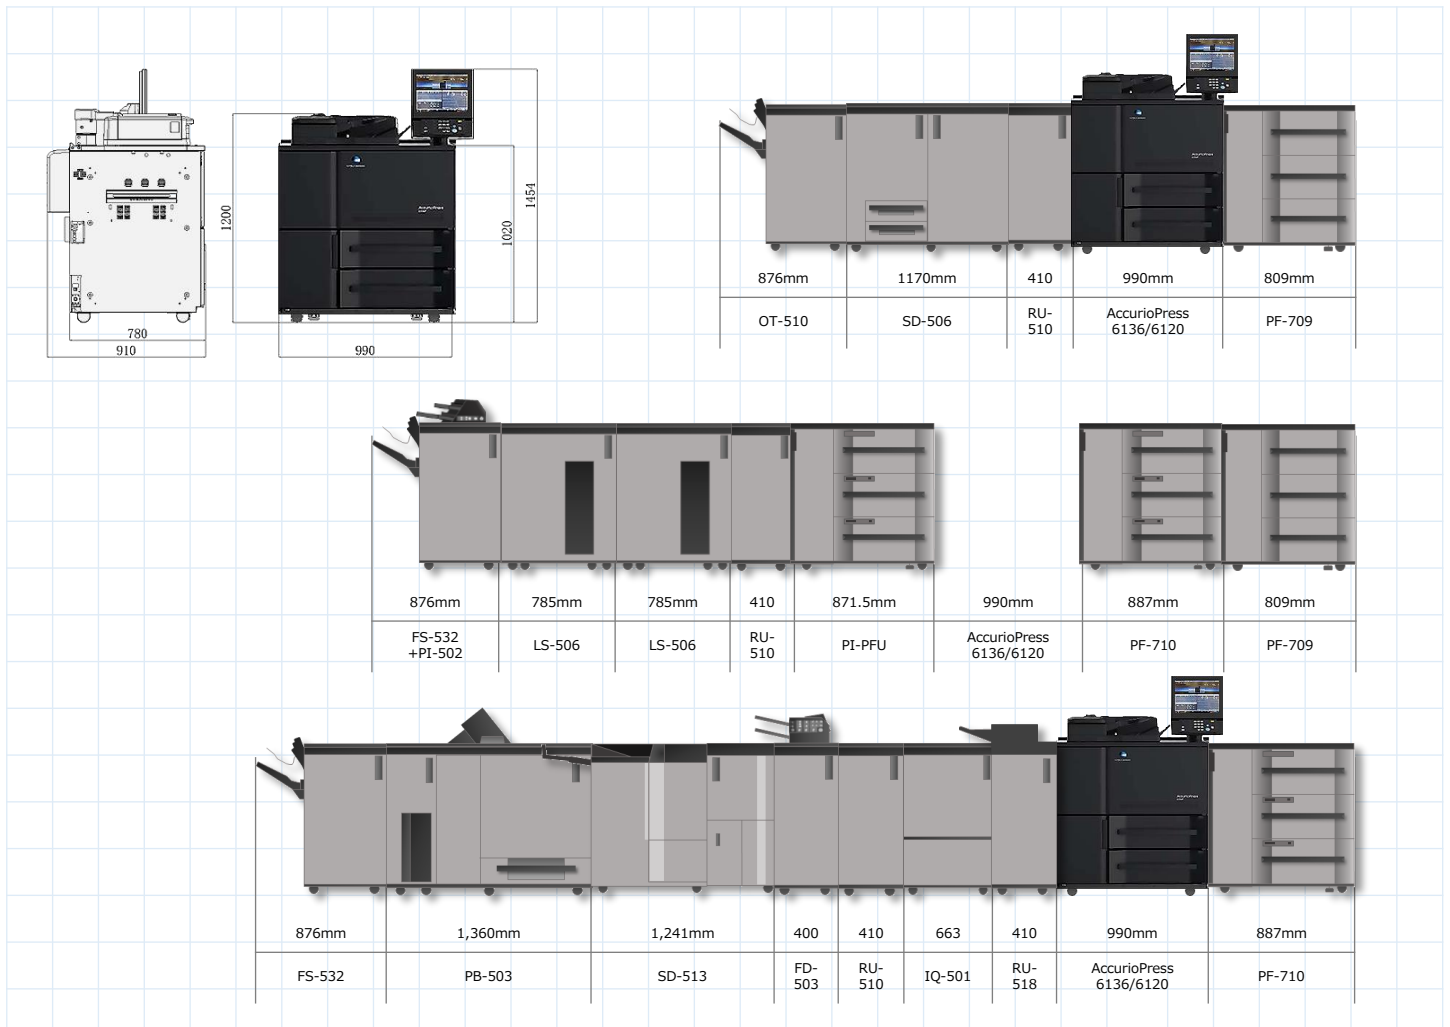 1200
1454
1020
780
910
990
876mm 1170mm 410 990mm 809mm
OT-510 SD-506 RU-510 AccurioPress 6136/6120 PF-709
876mm 785mm 785mm 410 871.5mm 990mm 887mm 809mm
FS-532 +PI-502 LS-506 LS-506 RU-510 PI-PFU AccurioPress 6136/6120 PF-710 PF-709
876mm 1,360mm 1,241mm 400 410 663 410 990mm 887mm
FS-532 PB-503 SD-513 FD-503 RU-510 IQ-501 RU-518 AccurioPress 6136/6120 PF-710